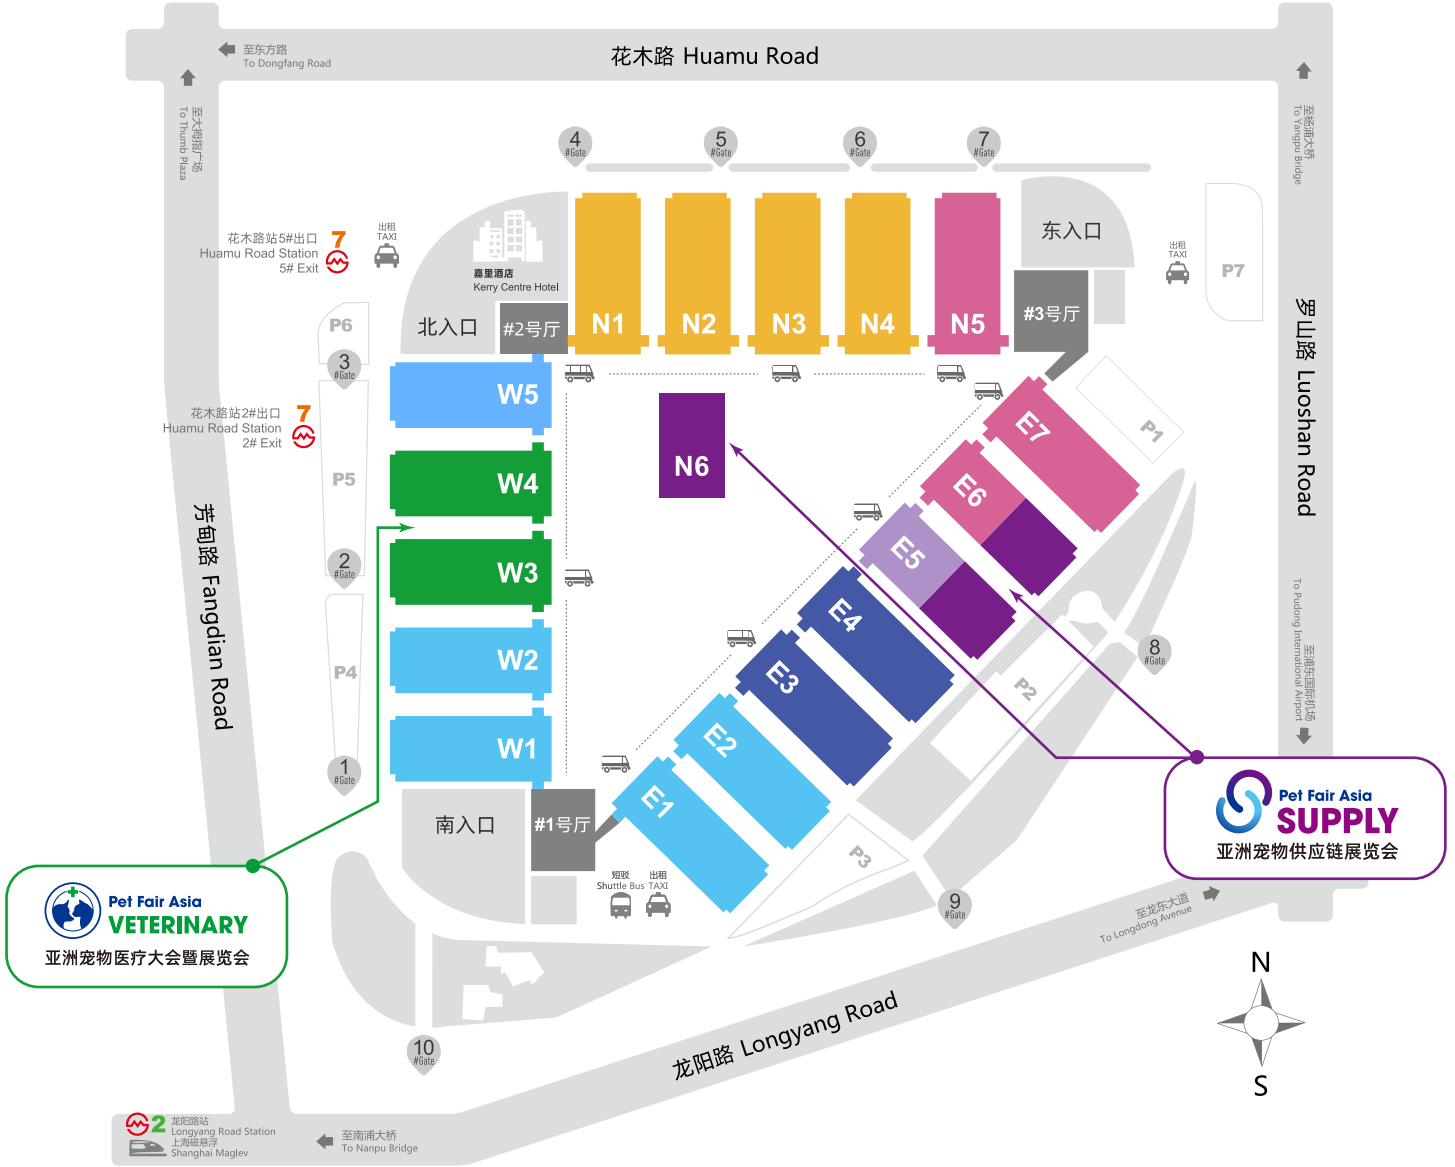 至东方路
To Dongfang Road
花木路 Huamu Road
至大拇指广场
To Thumb Plaza
至杨浦大桥
To Yangpu Bridge
4
#Gate
5
#Gate
6
#Gate
7
#Gate
花木路站5#出口
Huamu Road Station
5# Exit
7
出租
TAXI
嘉里酒店
Kerry Centre Hotel
北入口
#2号厅
N1
N2
N3
N4
N5
东入口
#3号厅
出租
TAXI
P7
P6
3
#Gate
花木路站2#出口
Huamu Road Station
2# Exit
7
P5
2
#Gate
P4
1
#Gate
W5
W4
W3
W2
W1
N6
E7
E6
E5
E4
E3
E2
E1
P1
P2
P3
罗山路 Luoshan Road
芳甸路 Fangdian Road
8
#Gate
至浦东国际机场
To Pudong
International Airport
南入口
#1号厅
短驳
Shuttle Bus
出租
TAXI
Pet Fair Asia
SUPPLY
亚洲宠物供应链展览会
Pet Fair Asia
VETERINARY
亚洲宠物医疗大会暨展览会
9
#Gate
至龙东大道
To Longdong Avenue
龙阳路 Longyang Road
10
#Gate
N
S
2
龙阳路站
Longyang Road Station
上海磁悬浮
Shanghai Maglev
至南浦大桥
To Nanpu Bridge